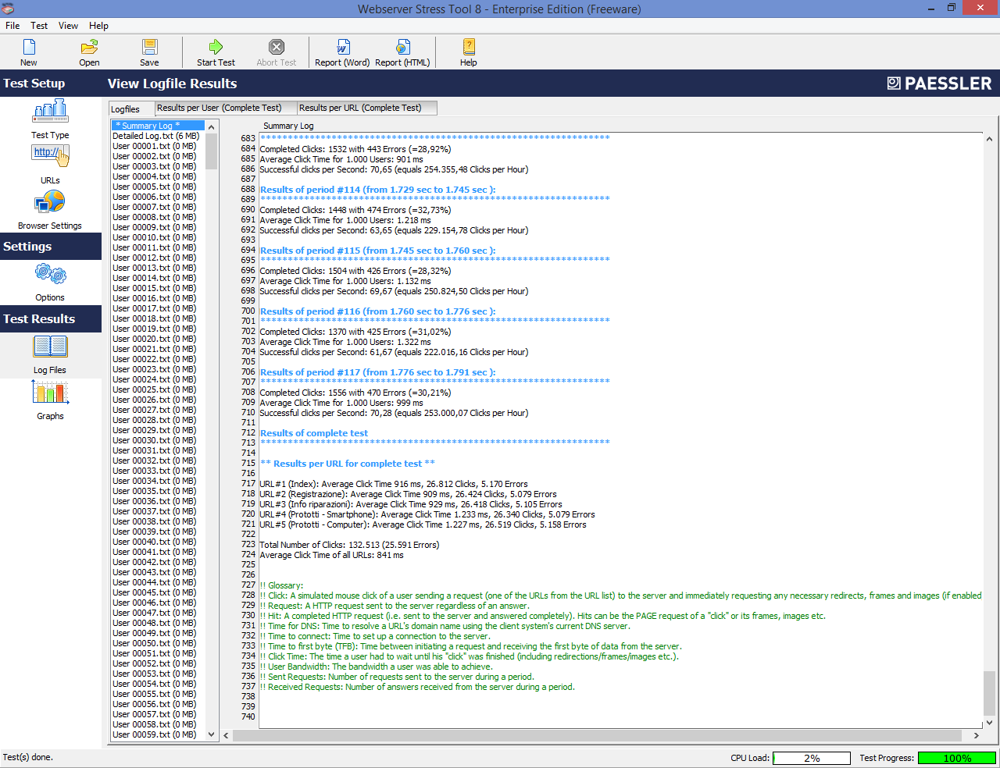 Webserver Stress Tool 8 - Enterprise Edition (Freeware)
File Test View Help
New Open Save Start Test Abort Test Report (Word) Report (HTML) Help
Test Setup
View Logfile Results
PAESSLER
Test Type
http://
URLs
Browser Settings
Settings
Options
Test Results
Log Files
Graphs
Logfiles Results per User (Complete Test) Results per URL (Complete Test)
* Summary Log *
Detailed Log.txt (6 MB)
User 00001.txt (0 MB)
User 00002.txt (0 MB)
User 00003.txt (0 MB)
User 00004.txt (0 MB)
User 00005.txt (0 MB)
User 00006.txt (0 MB)
User 00007.txt (0 MB)
User 00008.txt (0 MB)
User 00009.txt (0 MB)
User 00010.txt (0 MB)
User 00011.txt (0 MB)
User 00012.txt (0 MB)
User 00013.txt (0 MB)
User 00014.txt (0 MB)
User 00015.txt (0 MB)
User 00016.txt (0 MB)
User 00017.txt (0 MB)
User 00018.txt (0 MB)
User 00019.txt (0 MB)
User 00020.txt (0 MB)
User 00021.txt (0 MB)
User 00022.txt (0 MB)
User 00023.txt (0 MB)
User 00024.txt (0 MB)
User 00025.txt (0 MB)
User 00026.txt (0 MB)
User 00027.txt (0 MB)
User 00028.txt (0 MB)
User 00029.txt (0 MB)
User 00030.txt (0 MB)
User 00031.txt (0 MB)
User 00032.txt (0 MB)
User 00033.txt (0 MB)
User 00034.txt (0 MB)
User 00035.txt (0 MB)
User 00036.txt (0 MB)
User 00037.txt (0 MB)
User 00038.txt (0 MB)
User 00039.txt (0 MB)
User 00040.txt (0 MB)
User 00041.txt (0 MB)
User 00042.txt (0 MB)
User 00043.txt (0 MB)
User 00044.txt (0 MB)
User 00045.txt (0 MB)
User 00046.txt (0 MB)
User 00047.txt (0 MB)
User 00048.txt (0 MB)
User 00049.txt (0 MB)
User 00050.txt (0 MB)
User 00051.txt (0 MB)
User 00052.txt (0 MB)
User 00053.txt (0 MB)
User 00054.txt (0 MB)
User 00055.txt (0 MB)
User 00056.txt (0 MB)
User 00057.txt (0 MB)
User 00058.txt (0 MB)
User 00059.txt (0 MB)
Summary Log
683 ****************************************************************
684 Completed Clicks: 1532 with 443 Errors (=28,92%)
685 Average Click Time for 1.000 Users: 901 ms
686 Successful clicks per Second: 70,65 (equals 254.355,48 Clicks per Hour)
687
688 Results of period #114 (from 1.729 sec to 1.745 sec ):
689 ****************************************************************
690 Completed Clicks: 1448 with 474 Errors (=32,73%)
691 Average Click Time for 1.000 Users: 1.218 ms
692 Successful clicks per Second: 63,65 (equals 229.154,78 Clicks per Hour)
693
694 Results of period #115 (from 1.745 sec to 1.760 sec ):
695 ****************************************************************
696 Completed Clicks: 1504 with 426 Errors (=28,32%)
697 Average Click Time for 1.000 Users: 1.132 ms
698 Successful clicks per Second: 69,67 (equals 250.824,50 Clicks per Hour)
699
700 Results of period #116 (from 1.760 sec to 1.776 sec ):
701 ****************************************************************
702 Completed Clicks: 1370 with 425 Errors (=31,02%)
703 Average Click Time for 1.000 Users: 1.322 ms
704 Successful clicks per Second: 61,67 (equals 222.016,16 Clicks per Hour)
705
706 Results of period #117 (from 1.776 sec to 1.791 sec ):
707 ****************************************************************
708 Completed Clicks: 1556 with 470 Errors (=30,21%)
709 Average Click Time for 1.000 Users: 999 ms
710 Successful clicks per Second: 70,28 (equals 253.000,07 Clicks per Hour)
711
712 Results of complete test
713 ****************************************************************
714
715 ** Results per URL for complete test **
716
717 URL#1 (Index): Average Click Time 916 ms, 26.812 Clicks, 5.170 Errors
718 URL#2 (Registrazione): Average Click Time 909 ms, 26.424 Clicks, 5.079 Errors
719 URL#3 (Info riparazioni): Average Click Time 929 ms, 26.418 Clicks, 5.105 Errors
720 URL#4 (Prototti - Smartphone): Average Click Time 1.233 ms, 26.340 Clicks, 5.079 Errors
721 URL#5 (Prototti - Computer): Average Click Time 1.227 ms, 26.519 Clicks, 5.158 Errors
722
723 Total Number of Clicks: 132.513 (25.591 Errors)
724 Average Click Time of all URLs: 841 ms
725
726
727 !! Glossary:
728 !! Click: A simulated mouse click of a user sending a request (one of the URLs from the URL list) to the server and immediately requesting any necessary redirects, frames and images (if enabled
729 !! Request: A HTTP request sent to the server regardless of an answer.
730 !! Hit: A completed HTTP request (i.e. sent to the server and answered completely). Hits can be the PAGE request of a "click" or its frames, images etc.
731 !! Time for DNS: Time to resolve a URL's domain name using the client system's current DNS server.
732 !! Time to connect: Time to set up a connection to the server.
733 !! Time to first byte (TFB): Time between initiating a request and receiving the first byte of data from the server.
734 !! Click Time: The time a user had to wait until his "click" was finished (including redirections/frames/images etc.).
735 !! User Bandwidth: The bandwidth a user was able to achieve.
736 !! Sent Requests: Number of requests sent to the server during a period.
737 !! Received Requests: Number of answers received from the server during a period.
738
739
740
Test(s) done.
CPU Load: 2% Test Progress: 100%